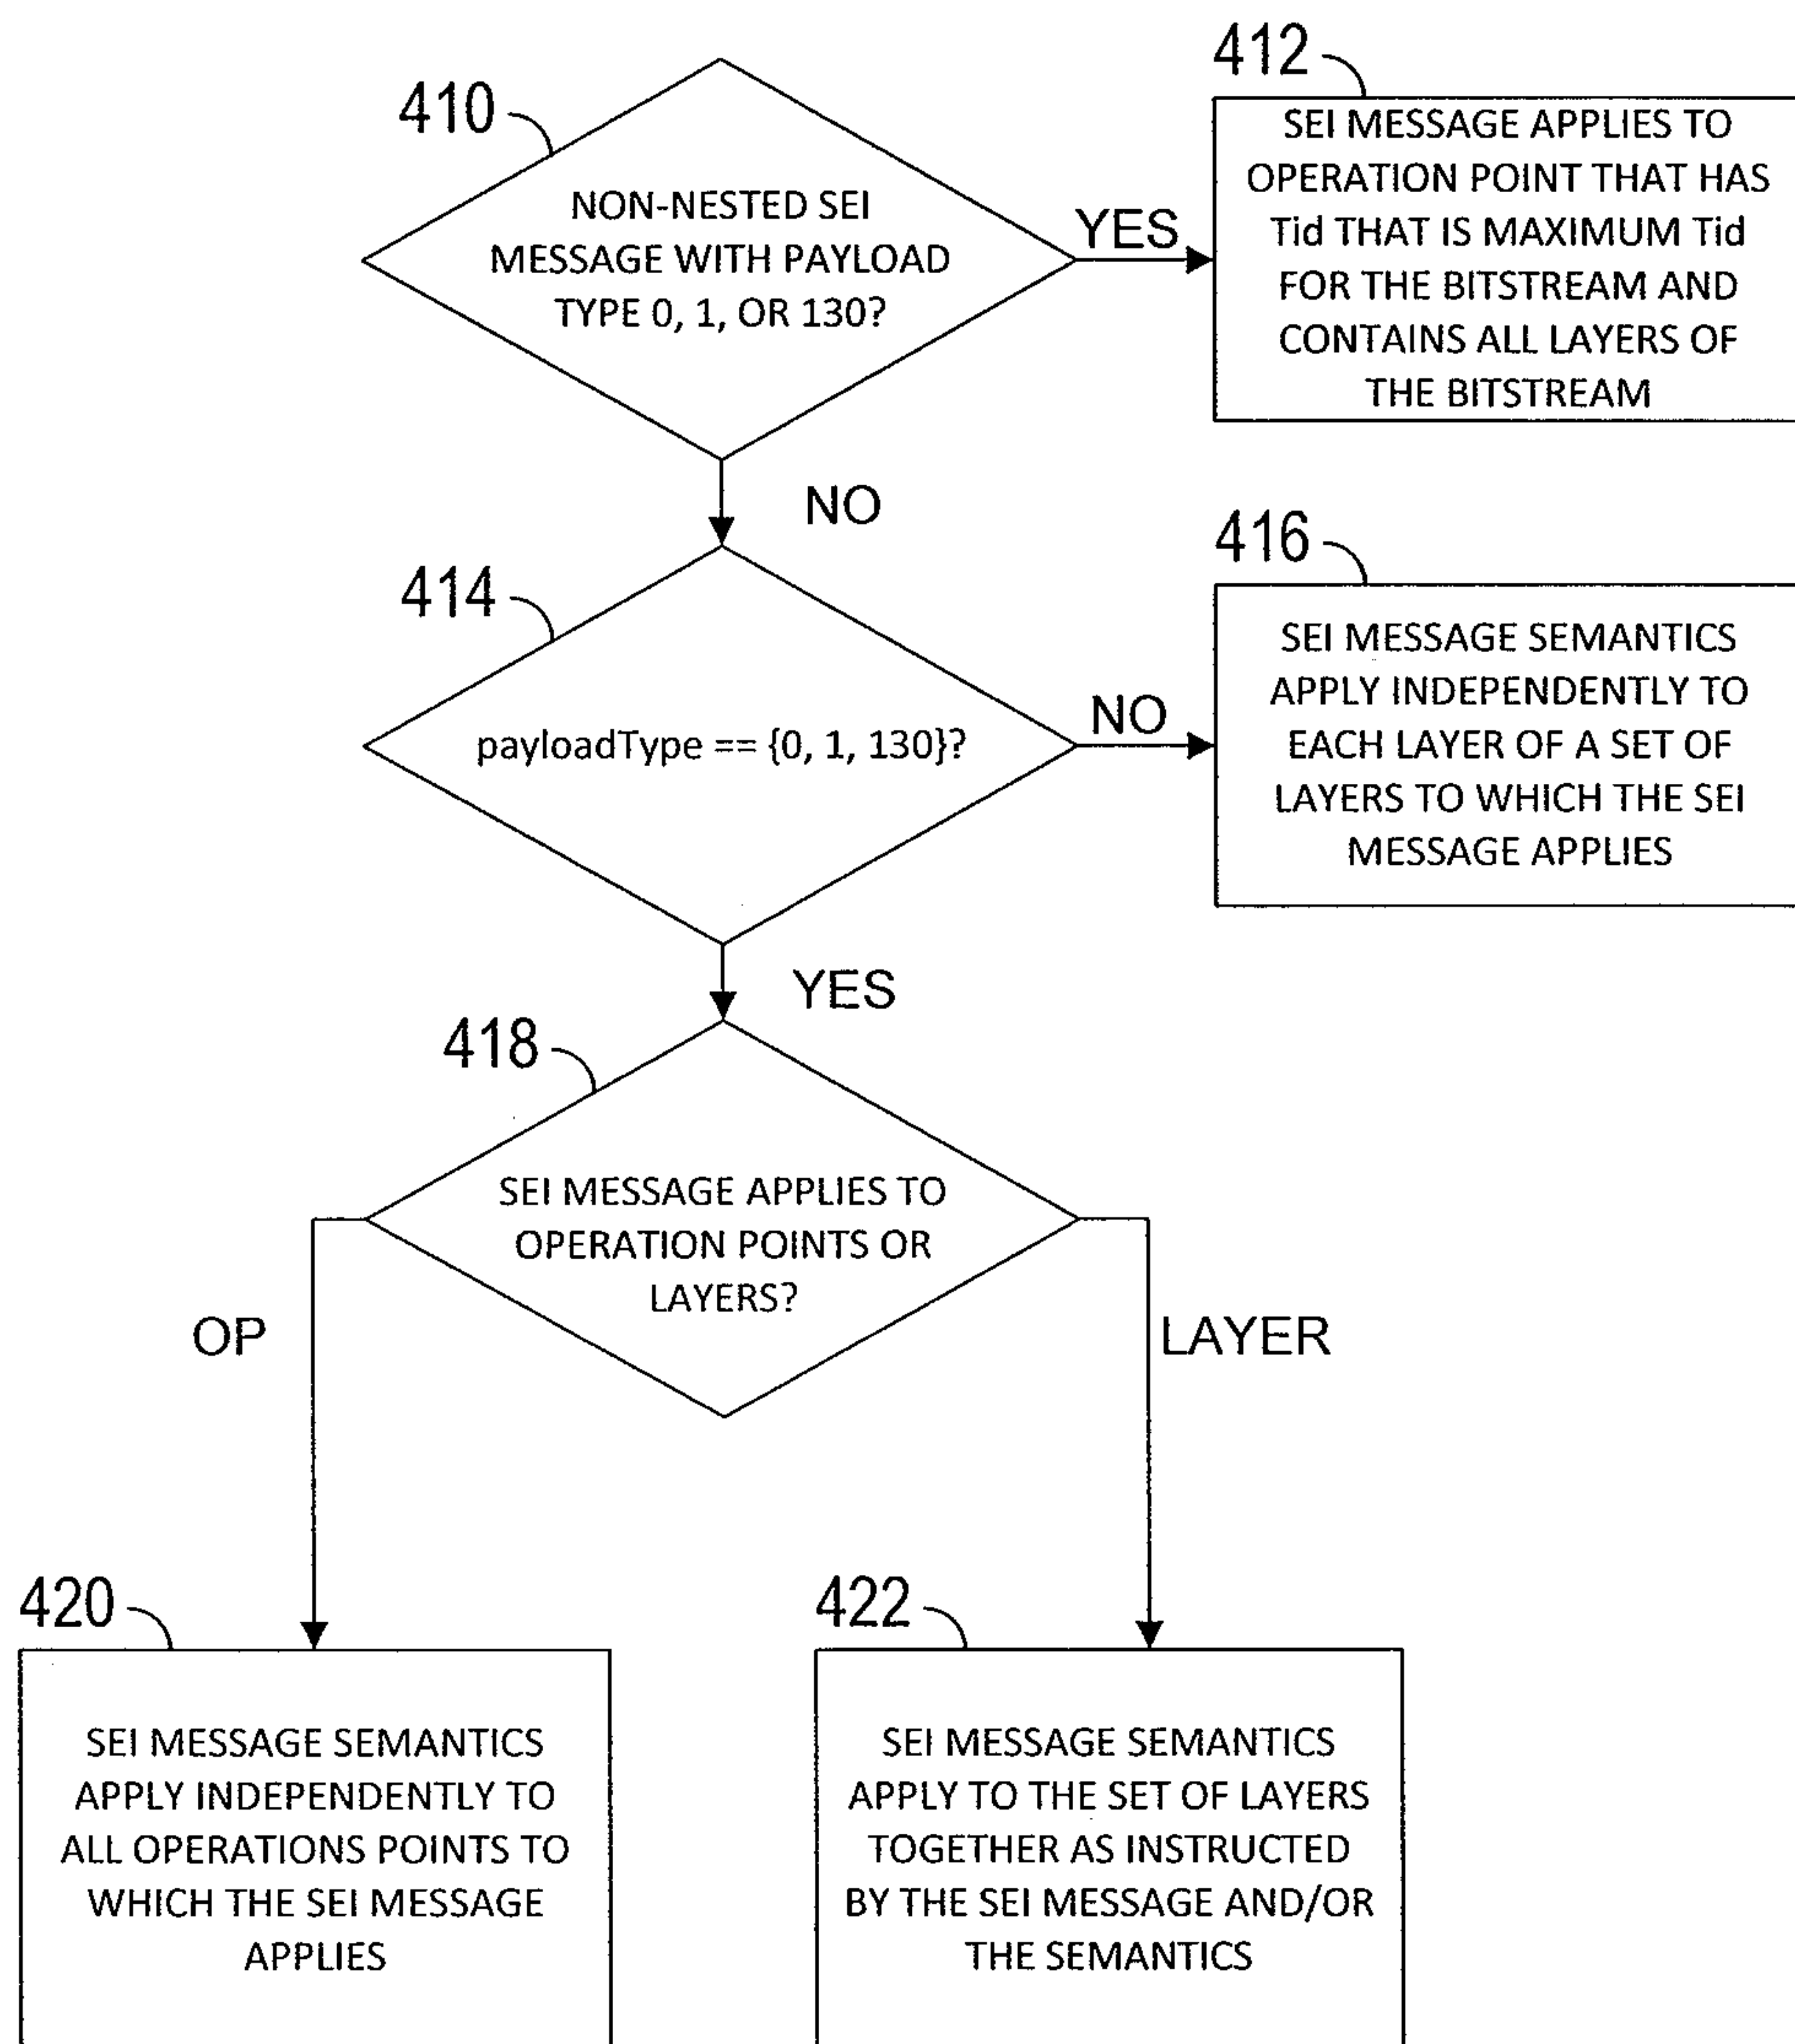 412
410
SEI MESSAGE APPLIES TO
OPERATION POINT THAT HAS
Tid THAT IS MAXIMUM Tid
FOR THE BITSTREAM AND
CONTAINS ALL LAYERS OF
THE BITSTREAM
NON-NESTED SEI
MESSAGE WITH PAYLOAD
TYPE 0, 1, OR 130?
YES
NO
416
414
SEI MESSAGE SEMANTICS
APPLY INDEPENDENTLY TO
EACH LAYER OF A SET OF
LAYERS TO WHICH THE SEI
MESSAGE APPLIES
payloadType == {0, 1, 130}?
NO
YES
418
SEI MESSAGE APPLIES TO
OPERATION POINTS OR
LAYERS?
OP
LAYER
420
SEI MESSAGE SEMANTICS
APPLY INDEPENDENTLY TO
ALL OPERATIONS POINTS TO
WHICH THE SEI MESSAGE
APPLIES
422
SEI MESSAGE SEMANTICS
APPLY TO THE SET OF LAYERS
TOGETHER AS INSTRUCTED
BY THE SEI MESSAGE AND/OR
THE SEMANTICS